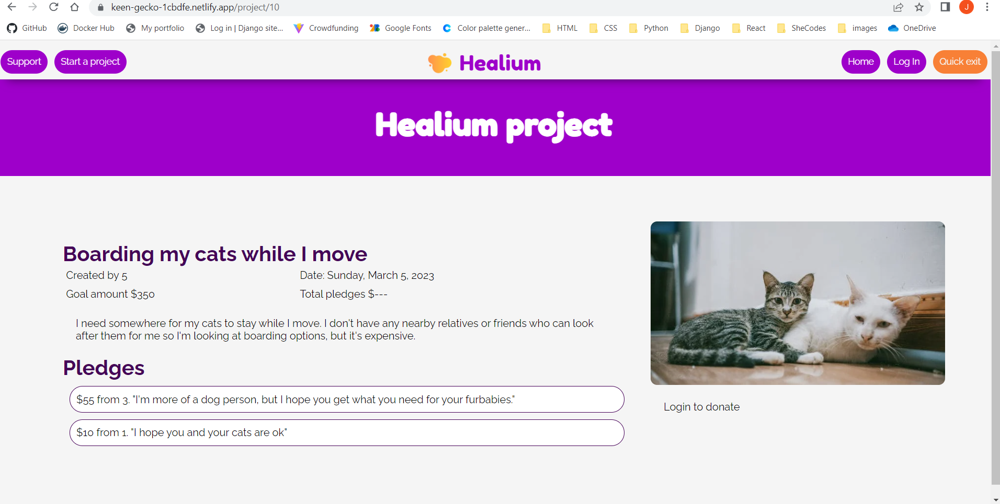 keen-gecko-1cbdfe.netlify.app/project/10
J
GitHub Docker Hub My portfolio Log in | Django site... Crowdfunding Google Fonts Color palette gener... HTML CSS Python Django React SheCodes images OneDrive
Support Start a project Healium Home Log In Quick exit
Healium project
Boarding my cats while I move
Created by 5 Date: Sunday, March 5, 2023
Goal amount $350 Total pledges $---
I need somewhere for my cats to stay while I move. I don't have any nearby relatives or friends who can look
after them for me so I'm looking at boarding options, but it's expensive.
Pledges
$55 from 3. "I'm more of a dog person, but I hope you get what you need for your furbabies."
$10 from 1. "I hope you and your cats are ok"
Login to donate